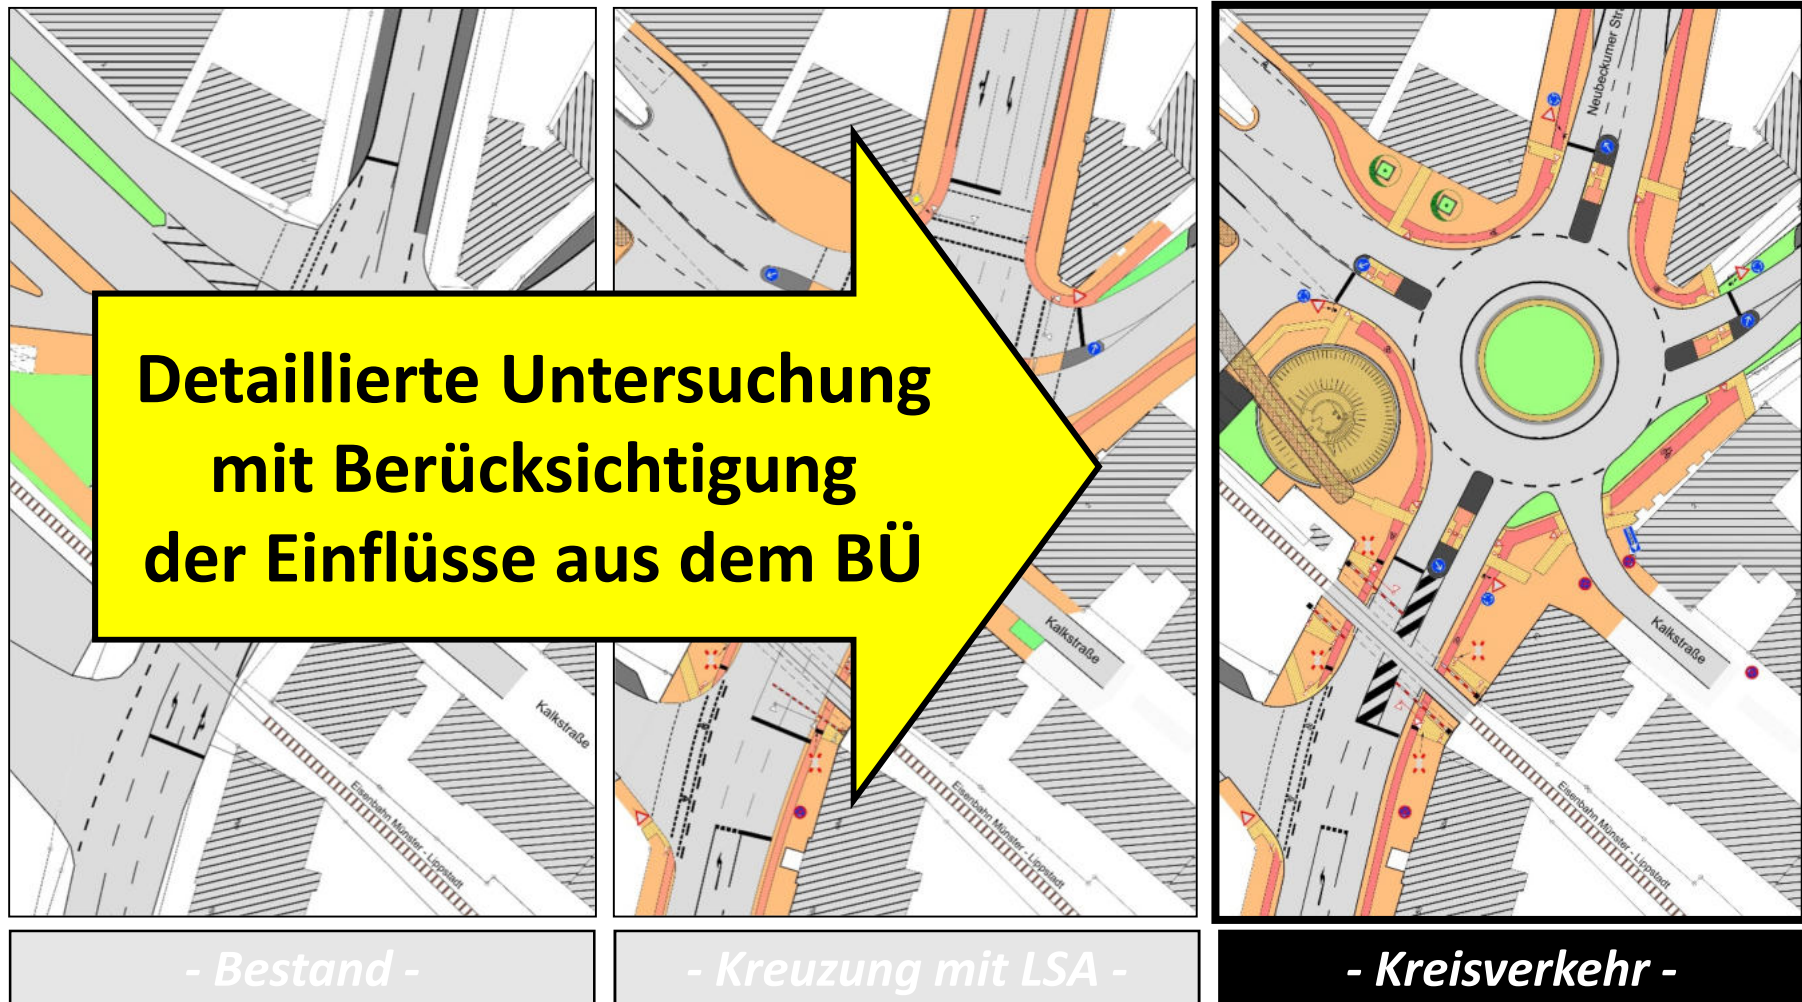 Neubeckumer Str
Detaillierte Untersuchung
mit Berücksichtigung
der Einflüsse aus dem BÜ
Kalkstraße
Eisenbahn Münster - Lippstadt
Kalkstraße
Eisenbahn Münster - Lippstadt
Kalkstraße
Eisenbahn Münster - Lippstadt
- Bestand -
- Kreuzung mit LSA -
- Kreisverkehr -